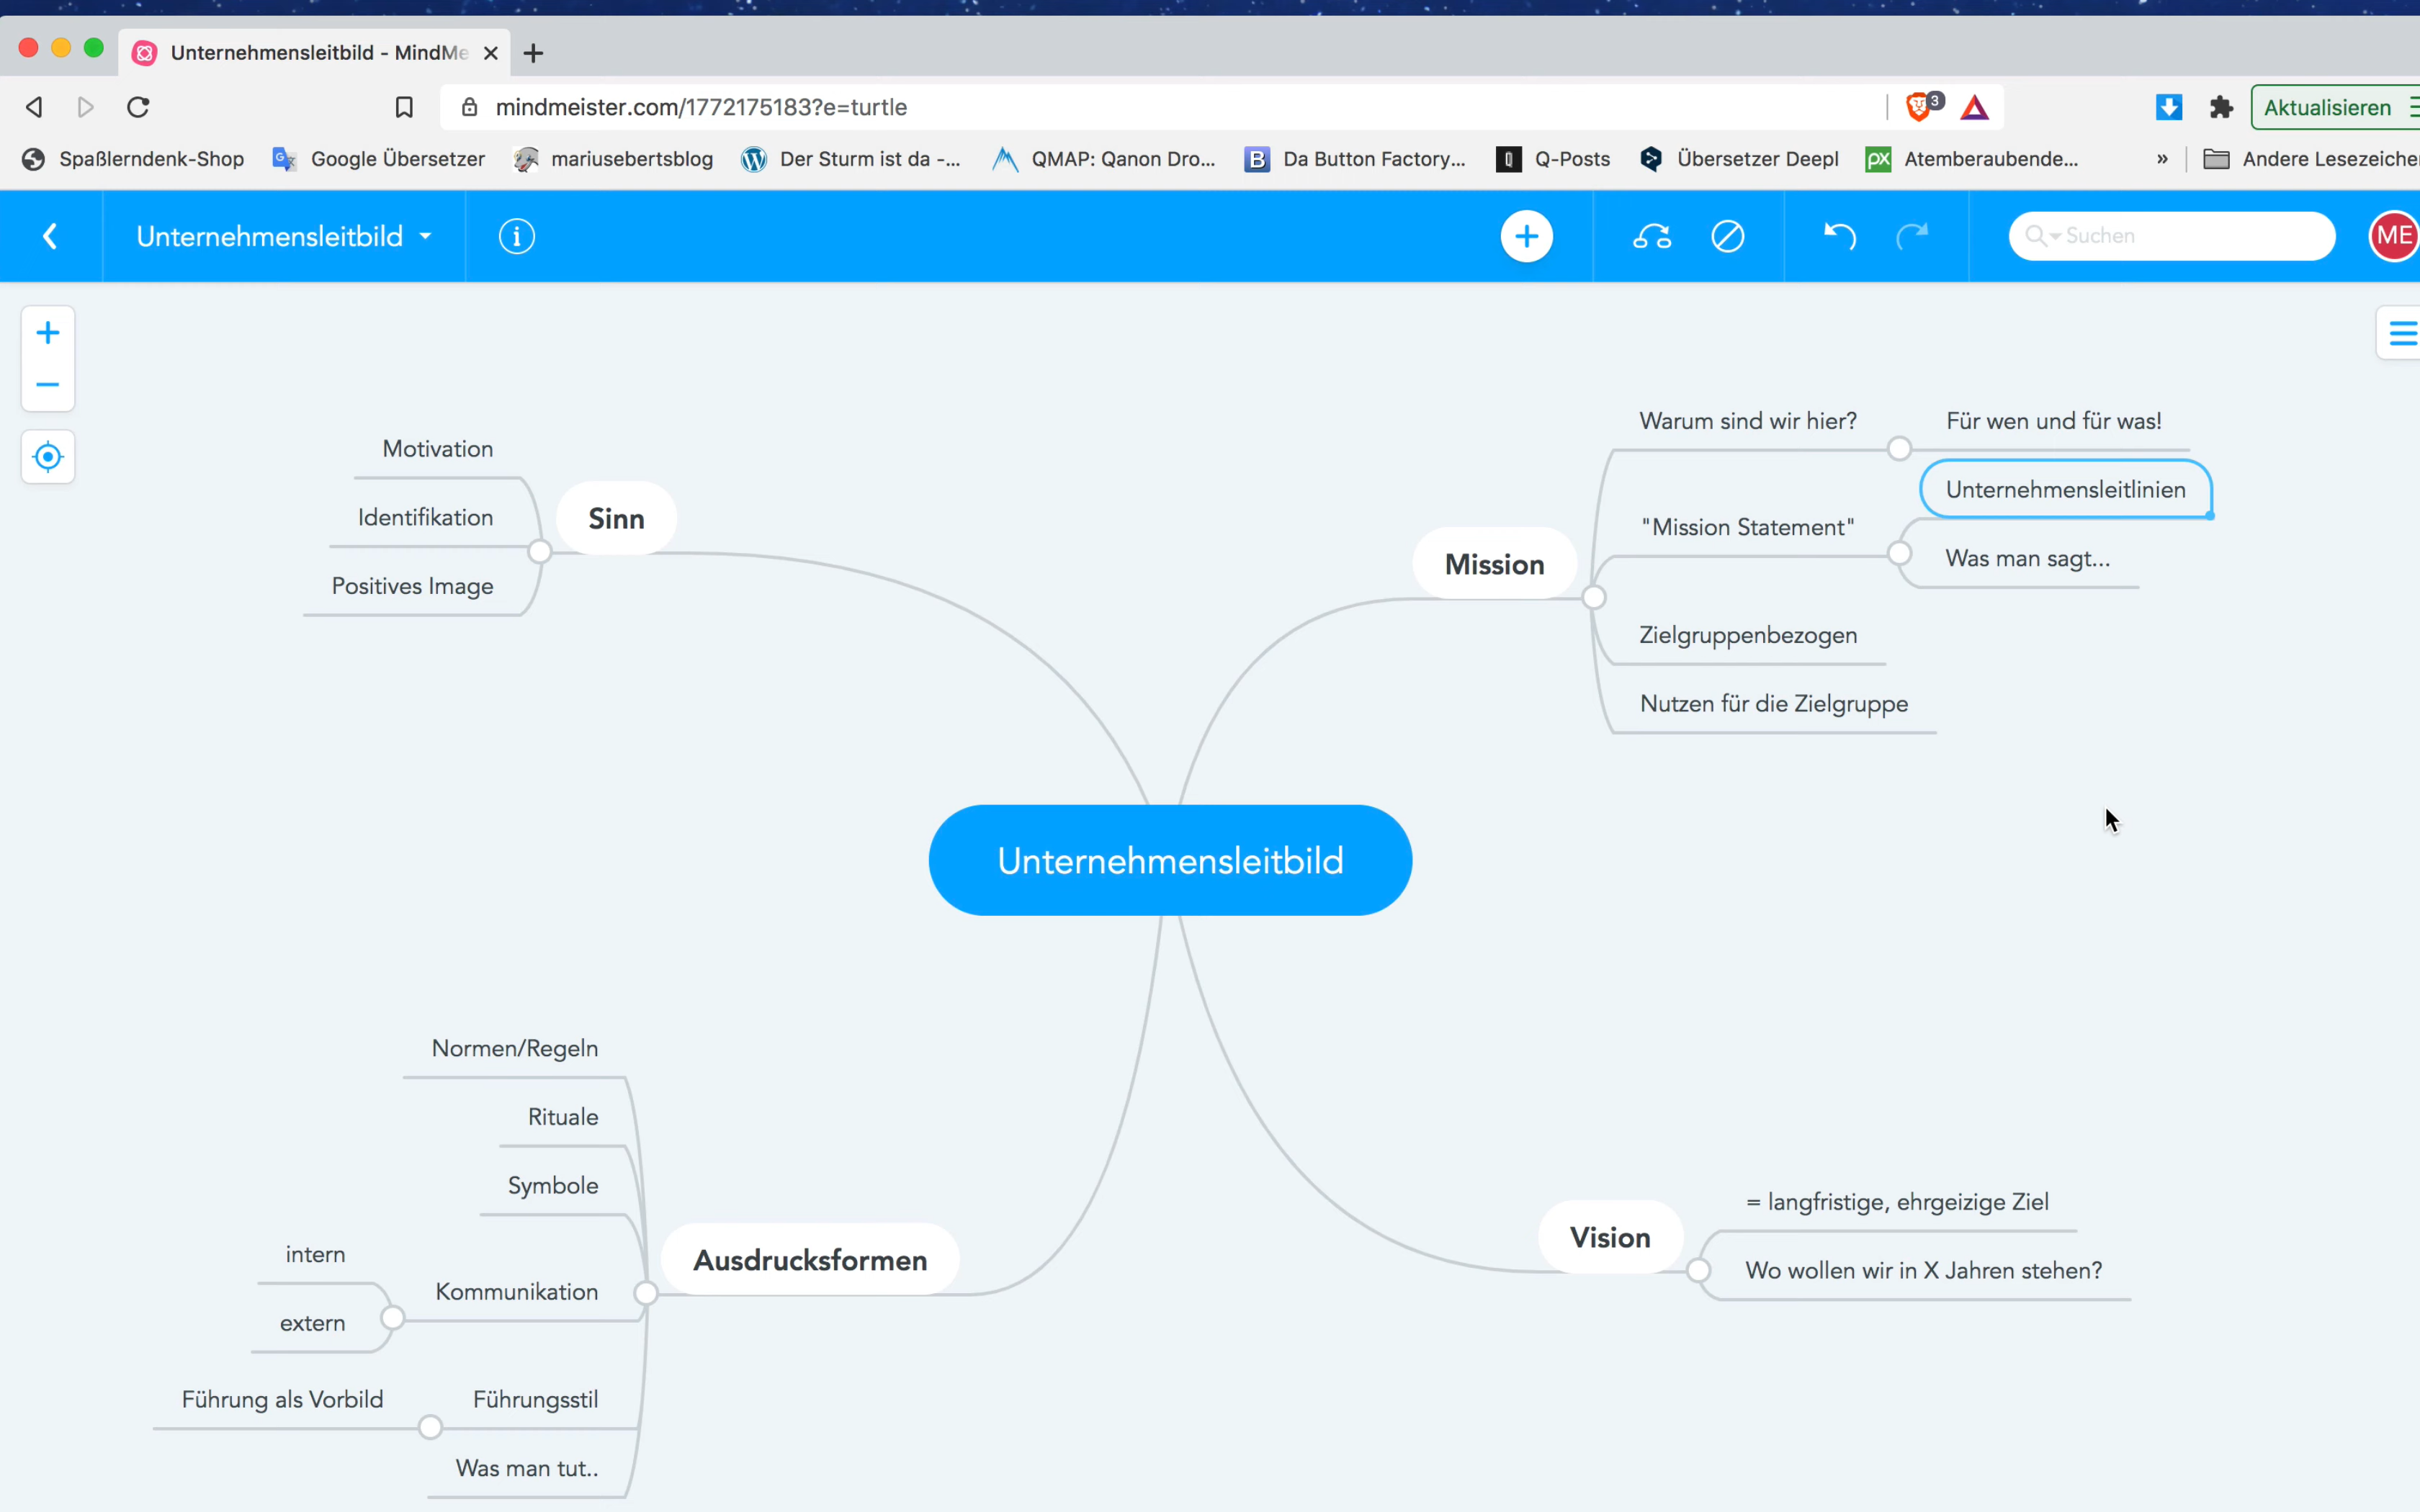 Unternehmensleitbild - MindMe
mindmeister.com/1772175183?e=turtle
3
Aktualisieren
Spaßlerndenk-Shop
Google Übersetzer
mariusebertsblog
Der Sturm ist da -...
QMAP: Qanon Dro...
Da Button Factory...
Q-Posts
Übersetzer Deepl
Atemberaubende...
»
Andere Lesezeiche
Unternehmensleitbild
Suchen
ME
Motivation
Identifikation
Positives Image
Sinn
Warum sind wir hier?
Für wen und für was!
Unternehmensleitlinien
"Mission Statement"
Was man sagt...
Mission
Zielgruppenbezogen
Nutzen für die Zielgruppe
Unternehmensleitbild
Normen/Regeln
Rituale
Symbole
intern
Kommunikation
extern
Ausdrucksformen
Führung als Vorbild
Führungsstil
Was man tut..
= langfristige, ehrgeizige Ziel
Vision
Wo wollen wir in X Jahren stehen?